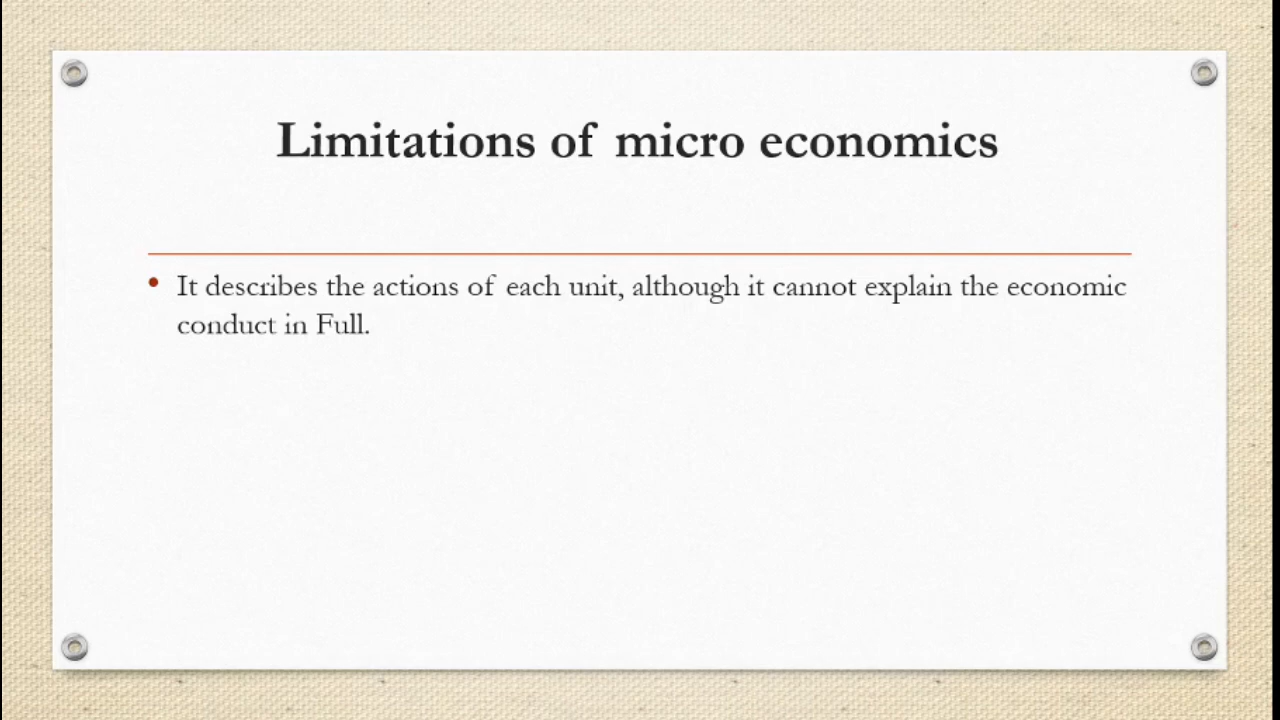 Limitations of micro economics
• It describes the actions of each unit, although it cannot explain the economic
conduct in Full.